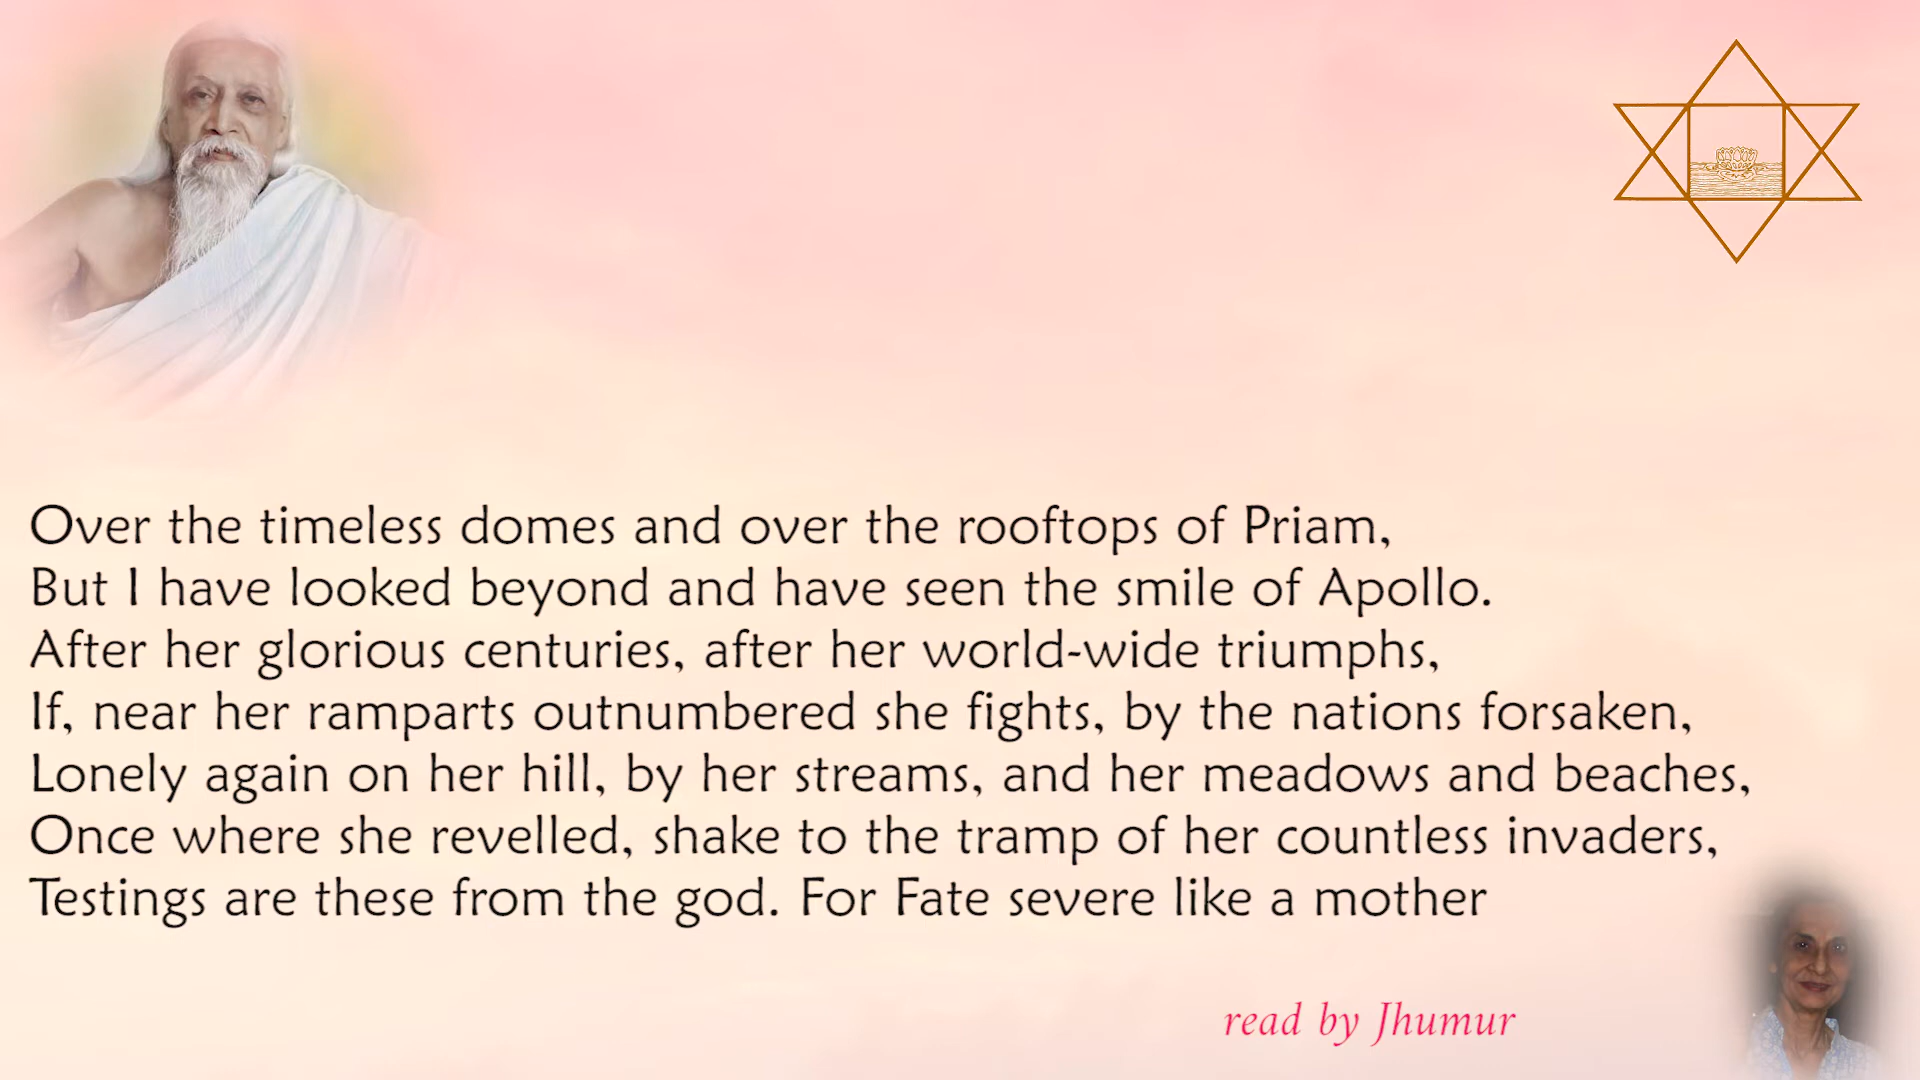 Over the timeless domes and over the rooftops of Priam,
But I have looked beyond and have seen the smile of Apollo.
After her glorious centuries, after her world-wide triumphs,
If, near her ramparts outnumbered she fights, by the nations forsaken,
Lonely again on her hill, by her streams, and her meadows and beaches,
Once where she revelled, shake to the tramp of her countless invaders,
Testings are these from the god. For Fate severe like a mother
read by Jhumur